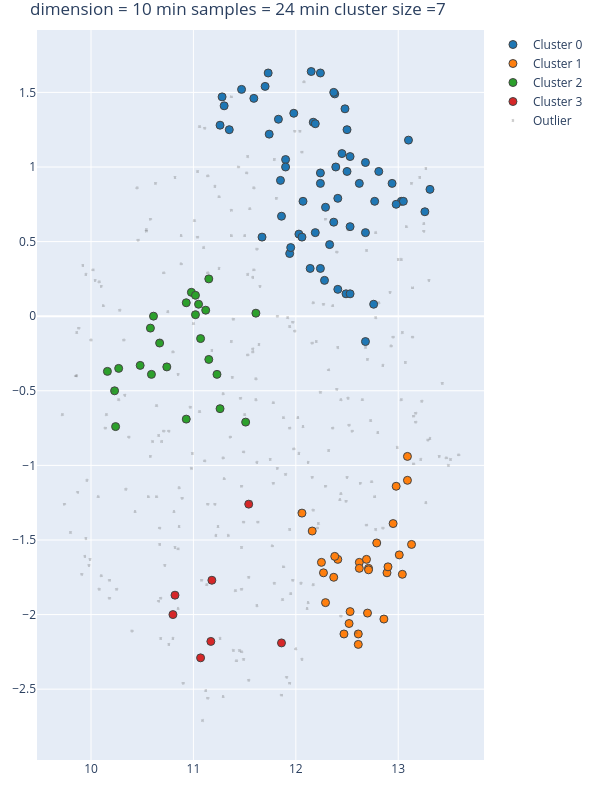 dimension = 10 min samples = 24 min cluster size =7
Cluster 0
Cluster 1
Cluster 2
Cluster 3
Outlier
1.5
1
0.5
0
−0.5
−1
−1.5
−2
−2.5
10 11 12 13